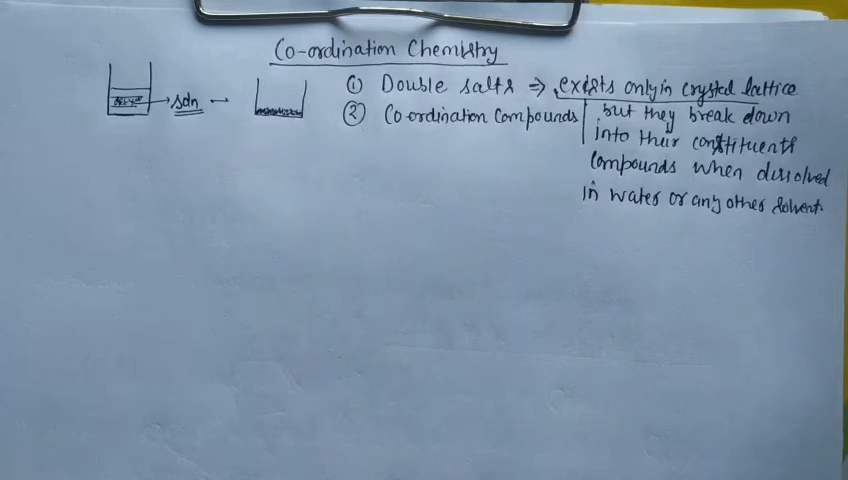 Co-ordination Chemistry
① Double salts ⇒ exists only in crystal lattice
soln
② Co-ordination Compounds
but they break down
into their constituents
compounds when dissolved
in water or any other solvent.